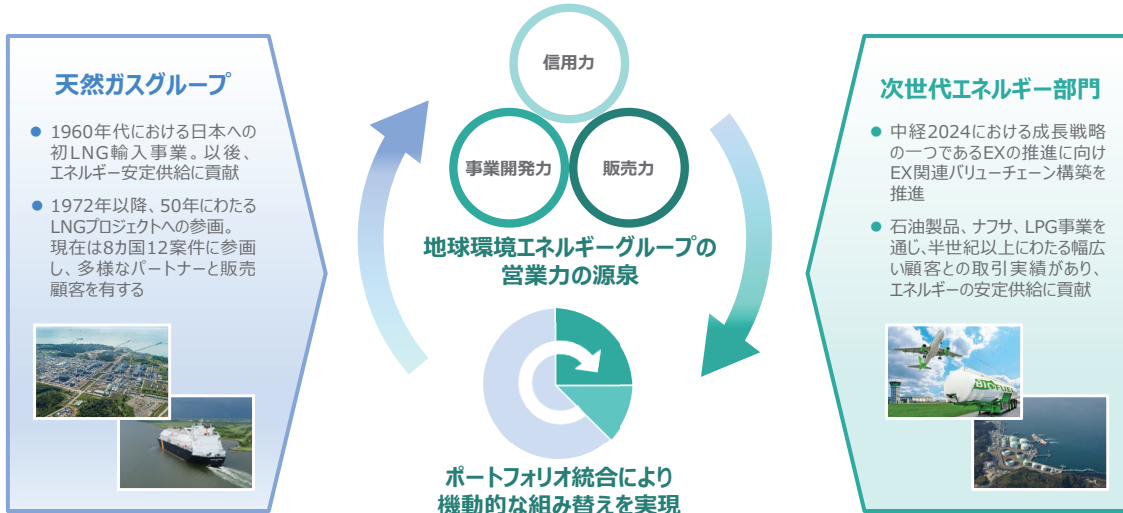 天然ガスグループ
● 1960年代における日本への
初LNG輸入事業。以後、
エネルギー安定供給に貢献
● 1972年以降、50年にわたる
LNGプロジェクトへの参画。
現在は8カ国12案件に参画
し、多様なパートナーと販売
顧客を有する
信用力
事業開発力
販売力
地球環境エネルギーグループの
営業力の源泉
ポートフォリオ統合により
機動的な組み替えを実現
次世代エネルギー部門
● 中経2024における成長戦略
の一つであるEXの推進に向け
EX関連バリューチェーン構築を
推進
● 石油製品、ナフサ、LPG事業を
通じ、半世紀以上にわたる幅広
い顧客との取引実績があり、
エネルギーの安定供給に貢献
BIOFUEL